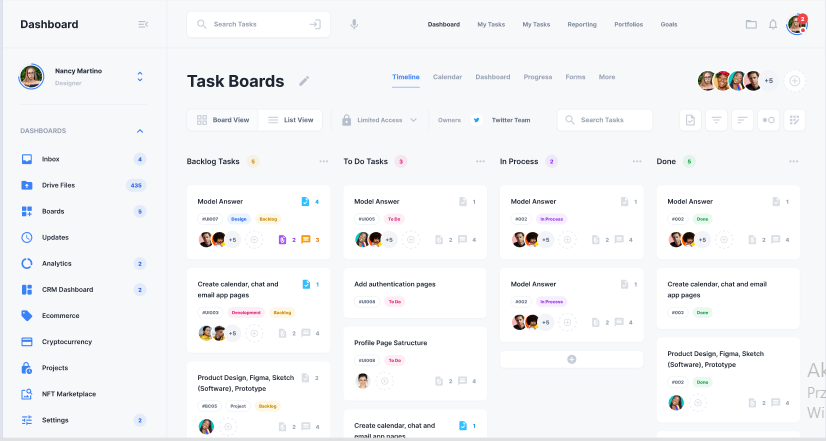 Dashboard
Search Tasks
Dashboard
My Tasks
My Tasks
Reporting
Portfolios
Goals
2
Nancy Martino
Designer
DASHBOARDS
Inbox
4
Drive Files
435
Boards
5
Updates
Analytics
2
CRM Dashboard
2
Ecommerce
Cryptocurrency
Projects
NFT Marketplace
Settings
2
Task Boards
Timeline
Calendar
Dashboard
Progress
Forms
More
+5
Board View
List View
Limited Access
Owners
Twitter Team
Search Tasks
Backlog Tasks
5
Model Answer
4
#UI007
Design
Backlog
+5
2
3
Create calendar, chat and
email app pages
1
#UI003
Development
Backlog
+5
2
4
Product Design, Figma, Sketch
(Software), Prototype
2
Project
Backlog
2
4
To Do Tasks
3
Model Answer
1
#UI005
To Do
+5
2
4
Add authentication pages
#UI008
To Do
Profile Page Satructure
#UI008
To Do
2
4
Create calendar, chat and
email app pages
1
In Process
2
Model Answer
1
#002
In Process
+5
2
4
Model Answer
1
#002
In Process
+5
2
4
Done
5
Model Answer
1
#002
Done
+5
2
4
Create calendar, chat and email
app pages
#002
Done
Product Design, Figma, Sketch
(Software), Prototype
#002
Done
2
4
Ak
Prz
Wi